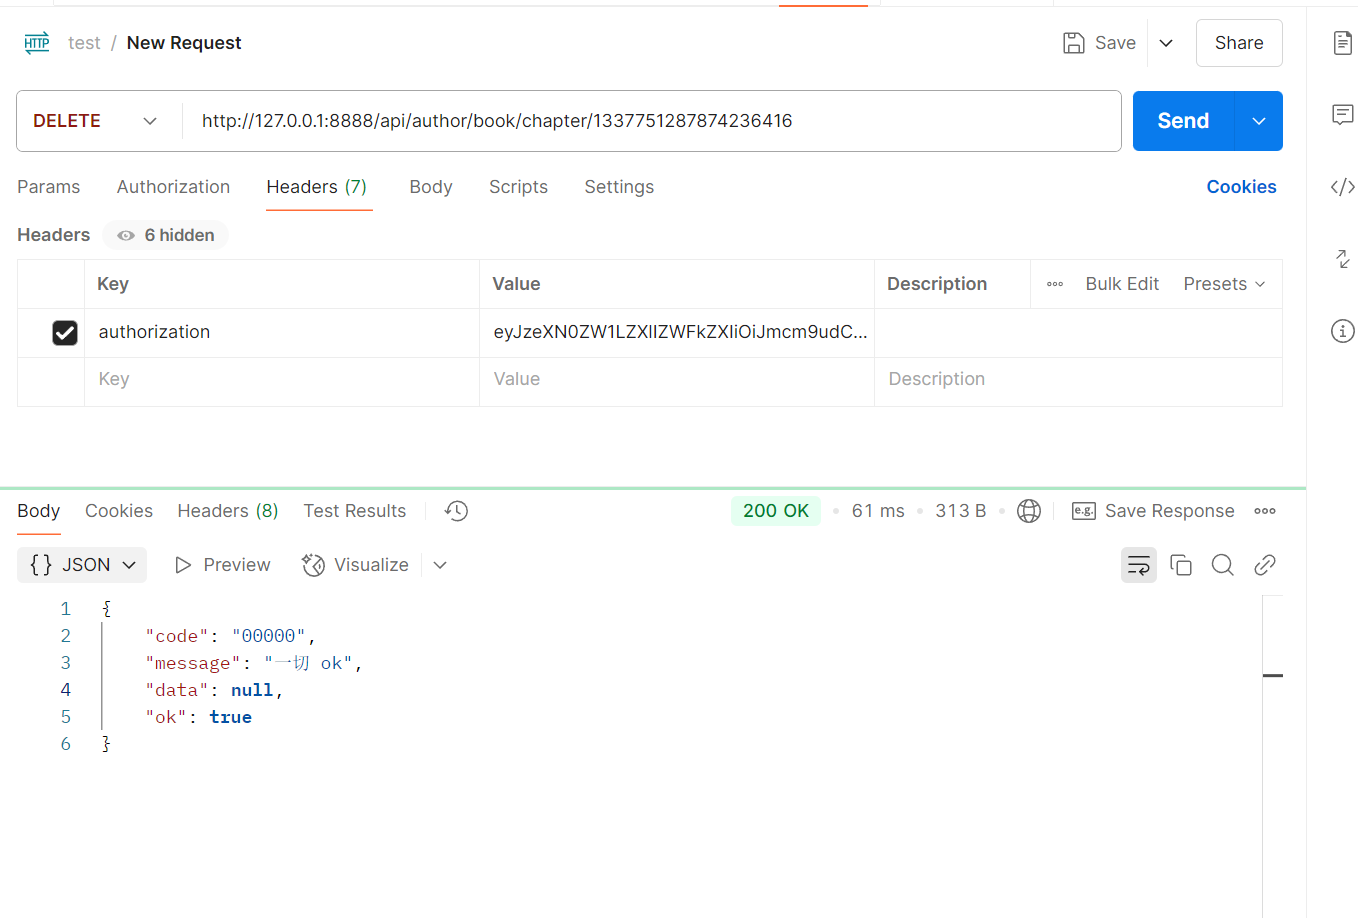 HTTP test / New Request Save Share
DELETE http://127.0.0.1:8888/api/author/book/chapter/1337751287874236416 Send
Params Authorization Headers (7) Body Scripts Settings Cookies
Headers 6 hidden
Key Value Description Bulk Edit Presets
authorization eyJzeXN0ZW1LZXlIZWFkZXIiOiJmcm9udC...
Key Value Description
Body Cookies Headers (8) Test Results 200 OK • 61 ms • 313 B • e.g. Save Response
{} JSON Preview Visualize
1 {
2 "code": "00000",
3 "message": "一切 ok",
4 "data": null,
5 "ok": true
6 }